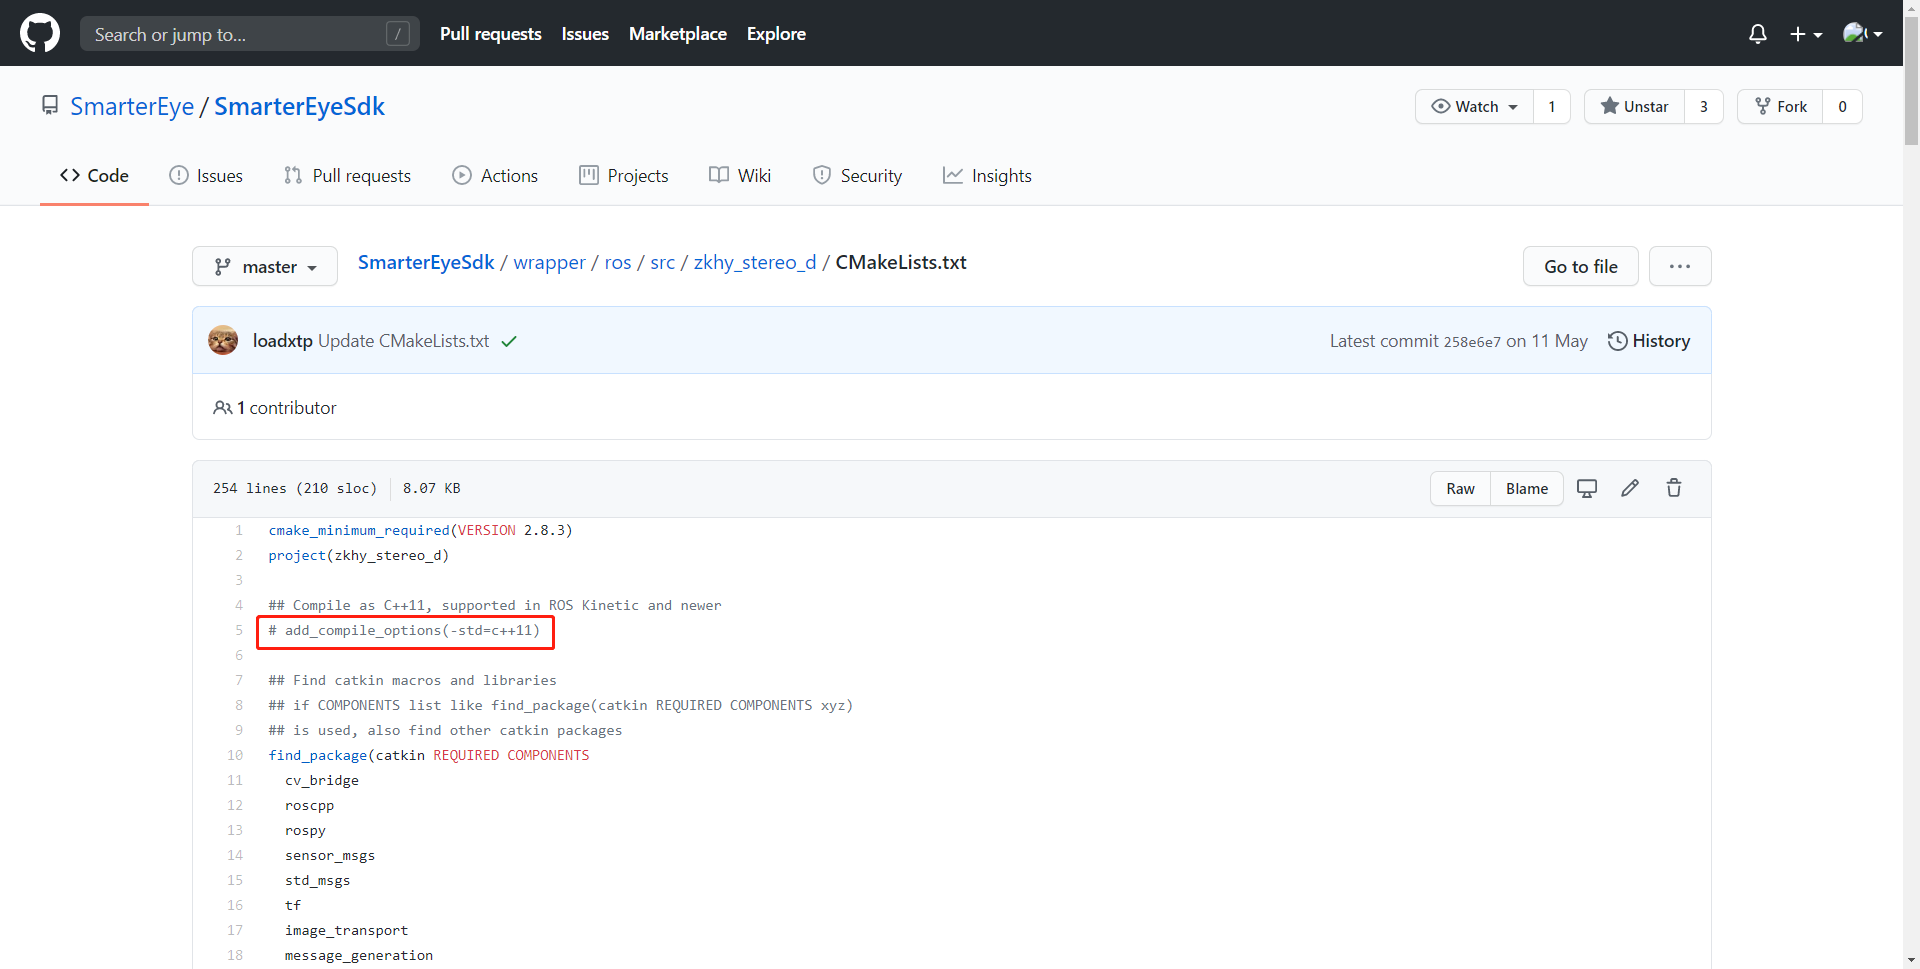 Search or jump to... /
Pull requests Issues Marketplace Explore
SmarterEye / SmarterEyeSdk
Watch 1 Unstar 3 Fork 0
Code Issues Pull requests Actions Projects Wiki Security Insights
master SmarterEyeSdk / wrapper / ros / src / zkhy_stereo_d / CMakeLists.txt Go to file ...
loadxtp Update CMakeLists.txt Latest commit 258e6e7 on 11 May History
1 contributor
254 lines (210 sloc) 8.07 KB Raw Blame
1 cmake_minimum_required(VERSION 2.8.3)
2 project(zkhy_stereo_d)
3
4 ## Compile as C++11, supported in ROS Kinetic and newer
5 # add_compile_options(-std=c++11)
6
7 ## Find catkin macros and libraries
8 ## if COMPONENTS list like find_package(catkin REQUIRED COMPONENTS xyz)
9 ## is used, also find other catkin packages
10 find_package(catkin REQUIRED COMPONENTS
11 cv_bridge
12 roscpp
13 rospy
14 sensor_msgs
15 std_msgs
16 tf
17 image_transport
18 message_generation